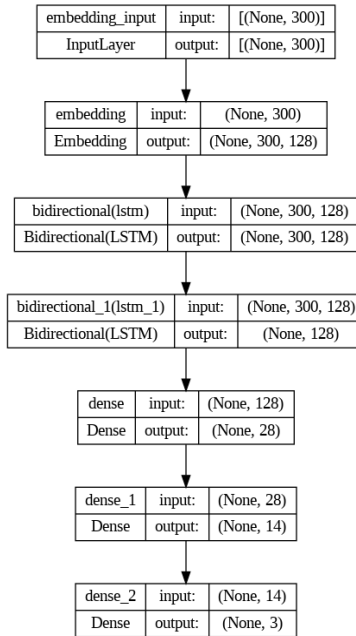 embedding_input input: [(None, 300)]
InputLayer output: [(None, 300)]
embedding input: (None, 300)
Embedding output: (None, 300, 128)
bidirectional(lstm) input: (None, 300, 128)
Bidirectional(LSTM) output: (None, 300, 128)
bidirectional_1(lstm_1) input: (None, 300, 128)
Bidirectional(LSTM) output: (None, 128)
dense input: (None, 128)
Dense output: (None, 28)
dense_1 input: (None, 28)
Dense output: (None, 14)
dense_2 input: (None, 14)
Dense output: (None, 3)